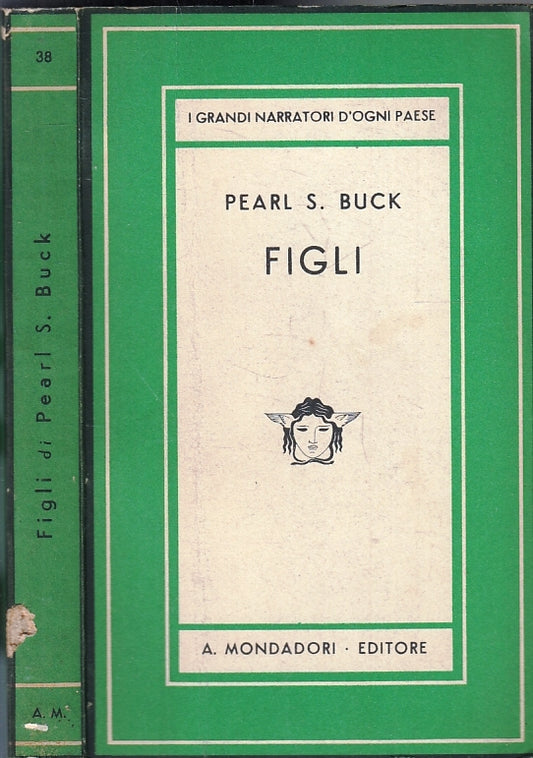 38
Figli di Pearl S. Buck
A. M.
I GRANDI NARRATORI D'OGNI PAESE
PEARL S. BUCK
FIGLI
A. MONDADORI · EDITORE